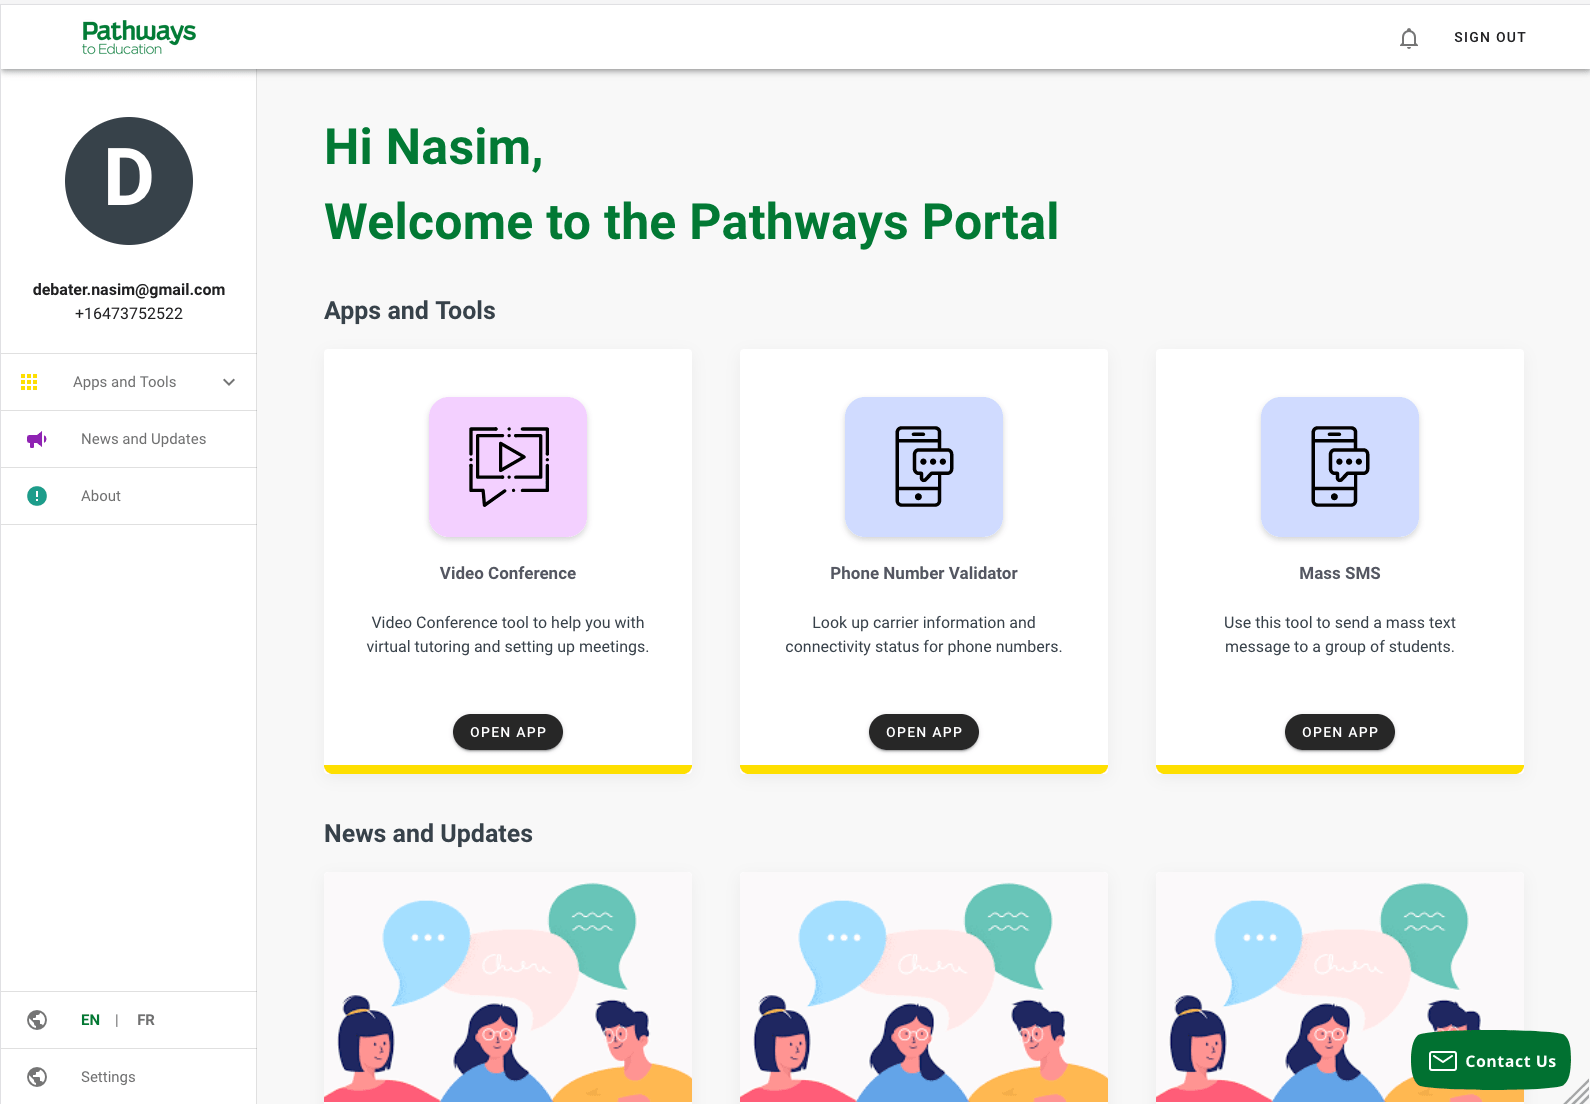 Pathways
to Education
SIGN OUT
D
debater.nasim@gmail.com
+16473752522
Apps and Tools
News and Updates
About
EN | FR
Settings
Hi Nasim,
Welcome to the Pathways Portal
Apps and Tools
Video Conference
Video Conference tool to help you with
virtual tutoring and setting up meetings.
OPEN APP
Phone Number Validator
Look up carrier information and
connectivity status for phone numbers.
OPEN APP
Mass SMS
Use this tool to send a mass text
message to a group of students.
OPEN APP
News and Updates
Contact Us